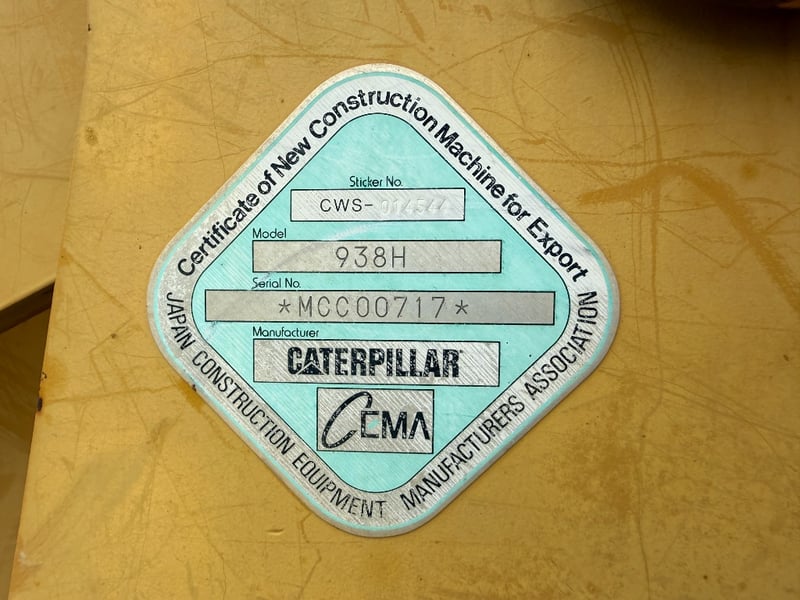 Certificate of New Construction Machine for Export
Sticker No.
CWS-014544
Model
938H
Serial No.
*MCC00717*
Manufacturer
CATERPILLAR
CEMA
JAPAN CONSTRUCTION EQUIPMENT MANUFACTURERS ASSOCIATION